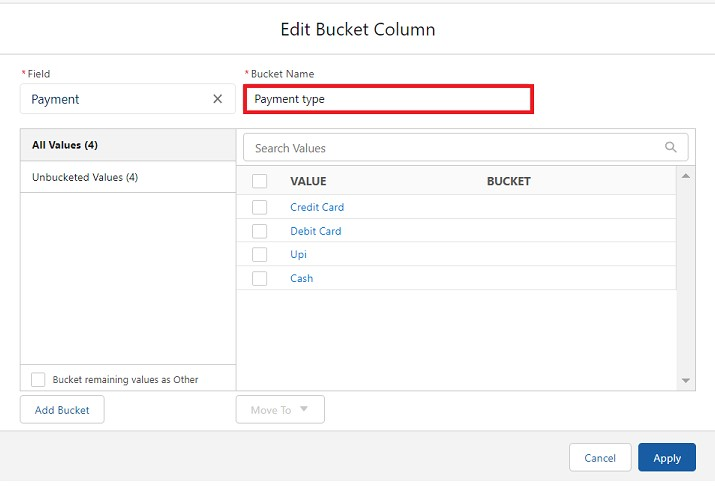 Edit Bucket Column
* Field
* Bucket Name
Payment
Payment type
All Values (4)
Unbucketed Values (4)
Search Values
VALUE BUCKET
Credit Card
Debit Card
Upi
Cash
Bucket remaining values as Other
Add Bucket
Move To
Cancel
Apply